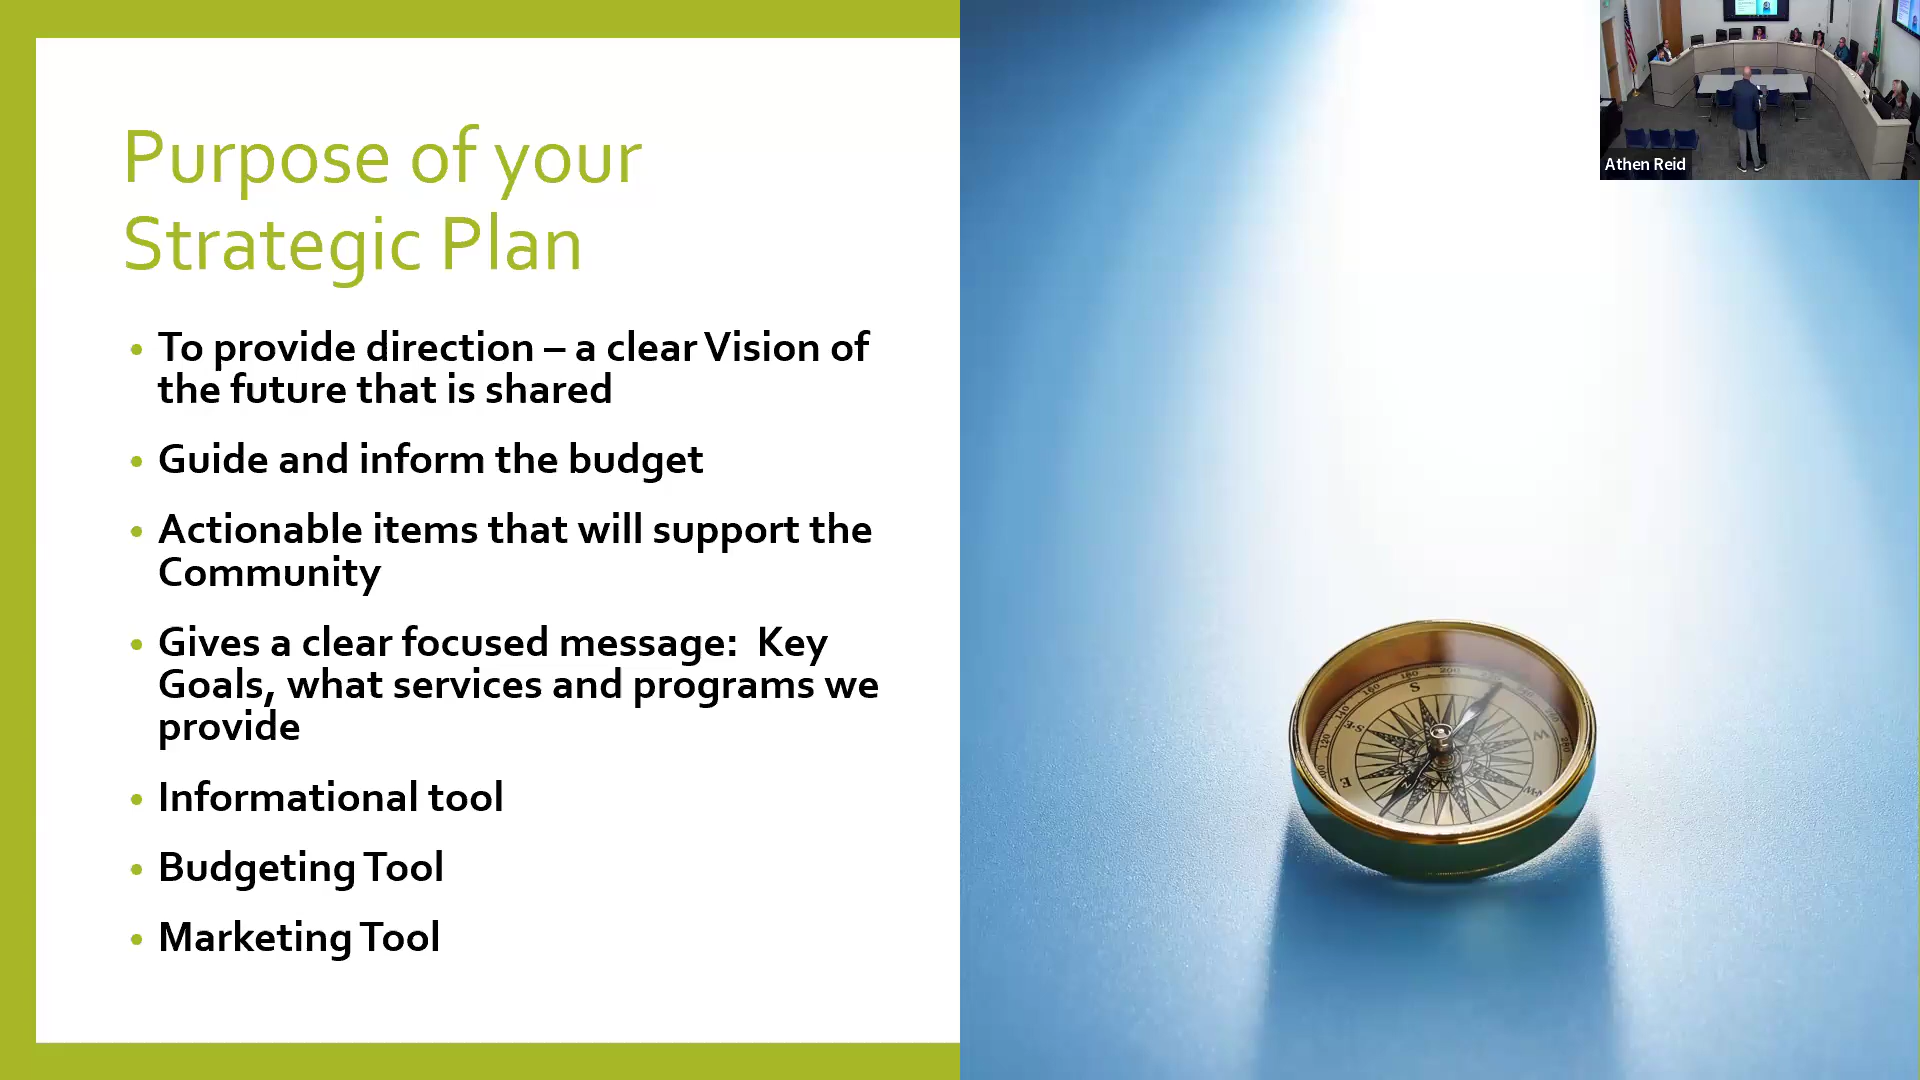 Purpose of your
Strategic Plan
• To provide direction – a clear Vision of
the future that is shared
• Guide and inform the budget
• Actionable items that will support the
Community
• Gives a clear focused message:  Key
Goals, what services and programs we
provide
• Informational tool
• Budgeting Tool
• Marketing Tool
Athen Reid
S
W
E